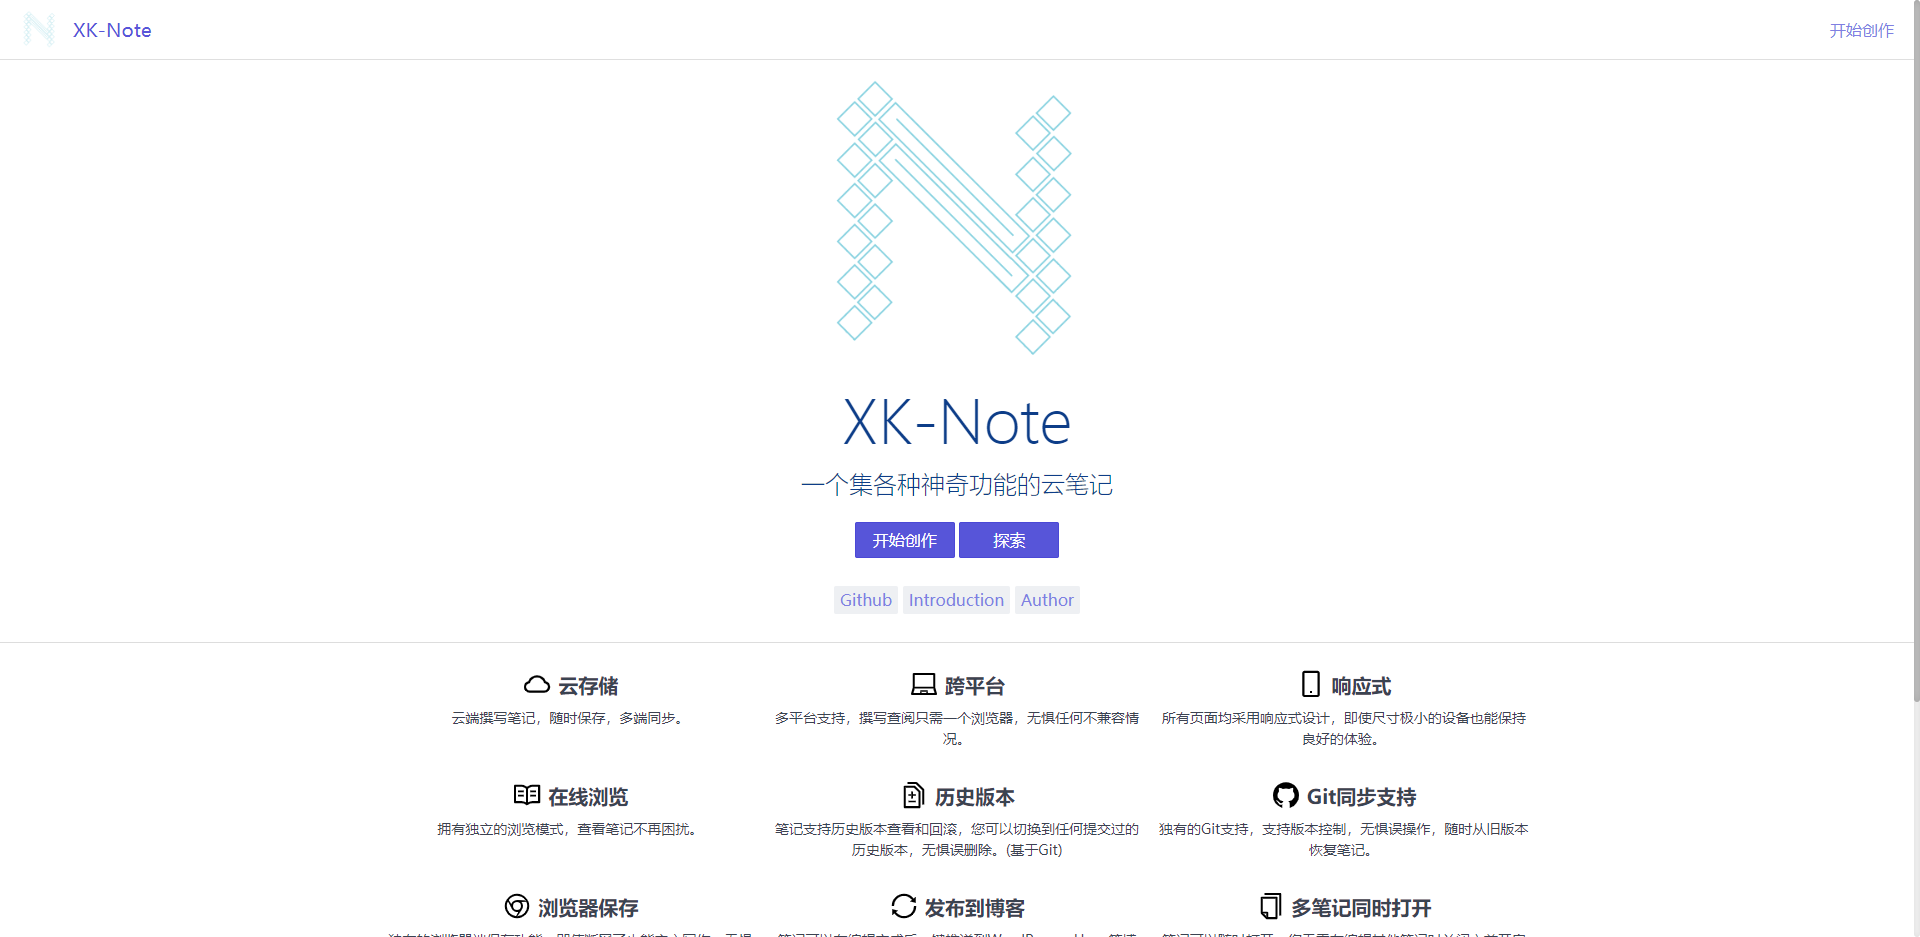 XK-Note
开始创作
XK-Note
一个集各种神奇功能的云笔记
开始创作 探索
Github Introduction Author
云存储
云端撰写笔记，随时保存，多端同步。
跨平台
多平台支持，撰写查阅只需一个浏览器，无惧任何不兼容情
况。
响应式
所有页面均采用响应式设计，即使尺寸极小的设备也能保持
良好的体验。
在线浏览
拥有独立的浏览模式，查看笔记不再困扰。
历史版本
笔记支持历史版本查看和回滚，您可以切换到任何提交过的
历史版本，无惧误删除。(基于Git)
Git同步支持
独有的Git支持，支持版本控制，无惧误操作，随时从旧版本
恢复笔记。
浏览器保存
发布到博客
多笔记同时打开